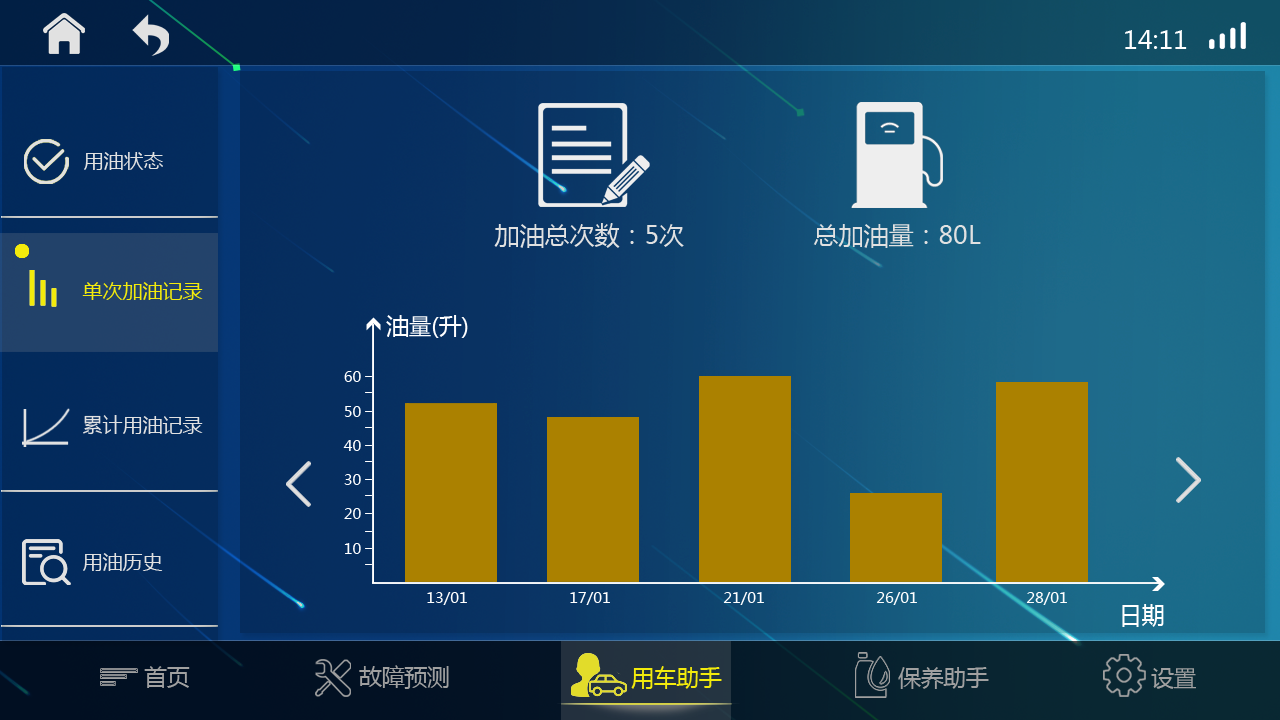 14:11
用油状态
单次加油记录
累计用油记录
用油历史
加油总次数：5次
总加油量：80L
油量(升)
60
50
40
30
20
10
13/01
17/01
21/01
26/01
28/01
日期
首页
故障预测
用车助手
保养助手
设置